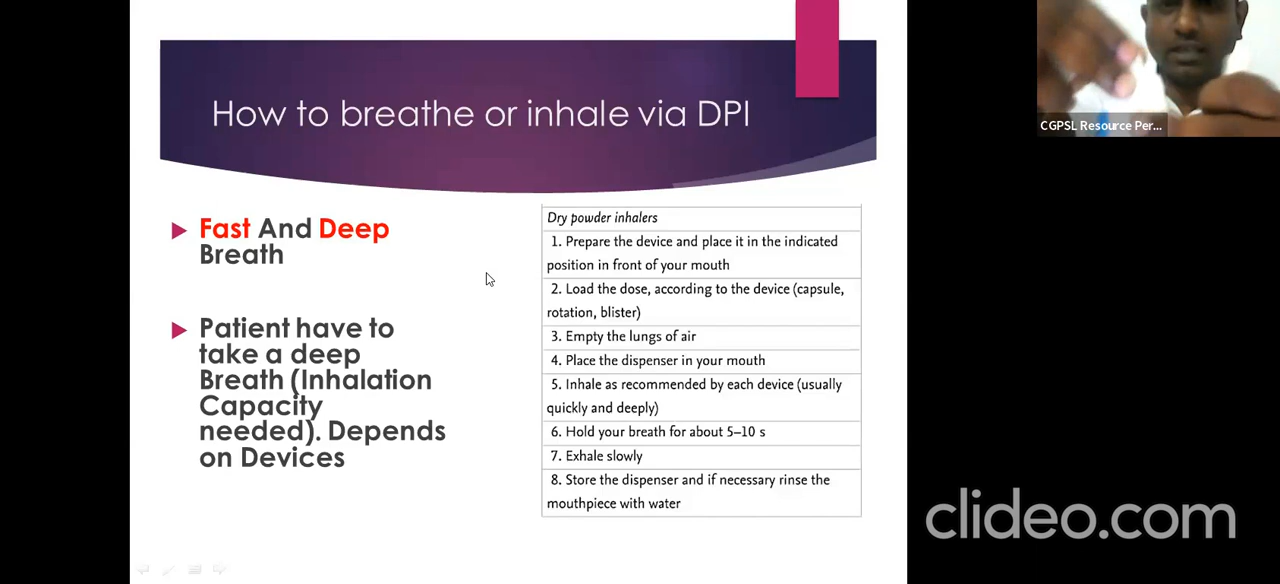 How to breathe or inhale via DPI
CGPSL Resource Per...
Fast And Deep
Breath
Patient have to
take a deep
Breath (Inhalation
Capacity
needed). Depends
on Devices
Dry powder inhalers
1. Prepare the device and place it in the indicated
position in front of your mouth
2. Load the dose, according to the device (capsule,
rotation, blister)
3. Empty the lungs of air
4. Place the dispenser in your mouth
5. Inhale as recommended by each device (usually
quickly and deeply)
6. Hold your breath for about 5–10 s
7. Exhale slowly
8. Store the dispenser and if necessary rinse the
mouthpiece with water
clideo.com